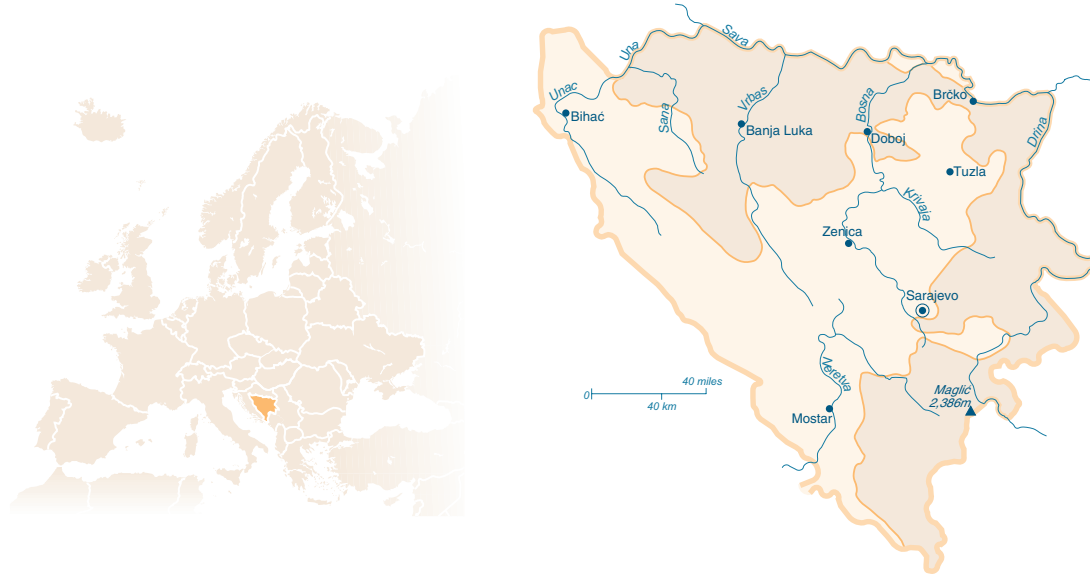 Sava
Una
Unac
Bihać
Sana
Vrbas
Banja Luka
Bosna
Doboj
Brčko
Drina
Tuzla
Krivaja
Zenica
Sarajevo
40 miles
0
40 km
Neretva
Maglić
2,386m
Mostar